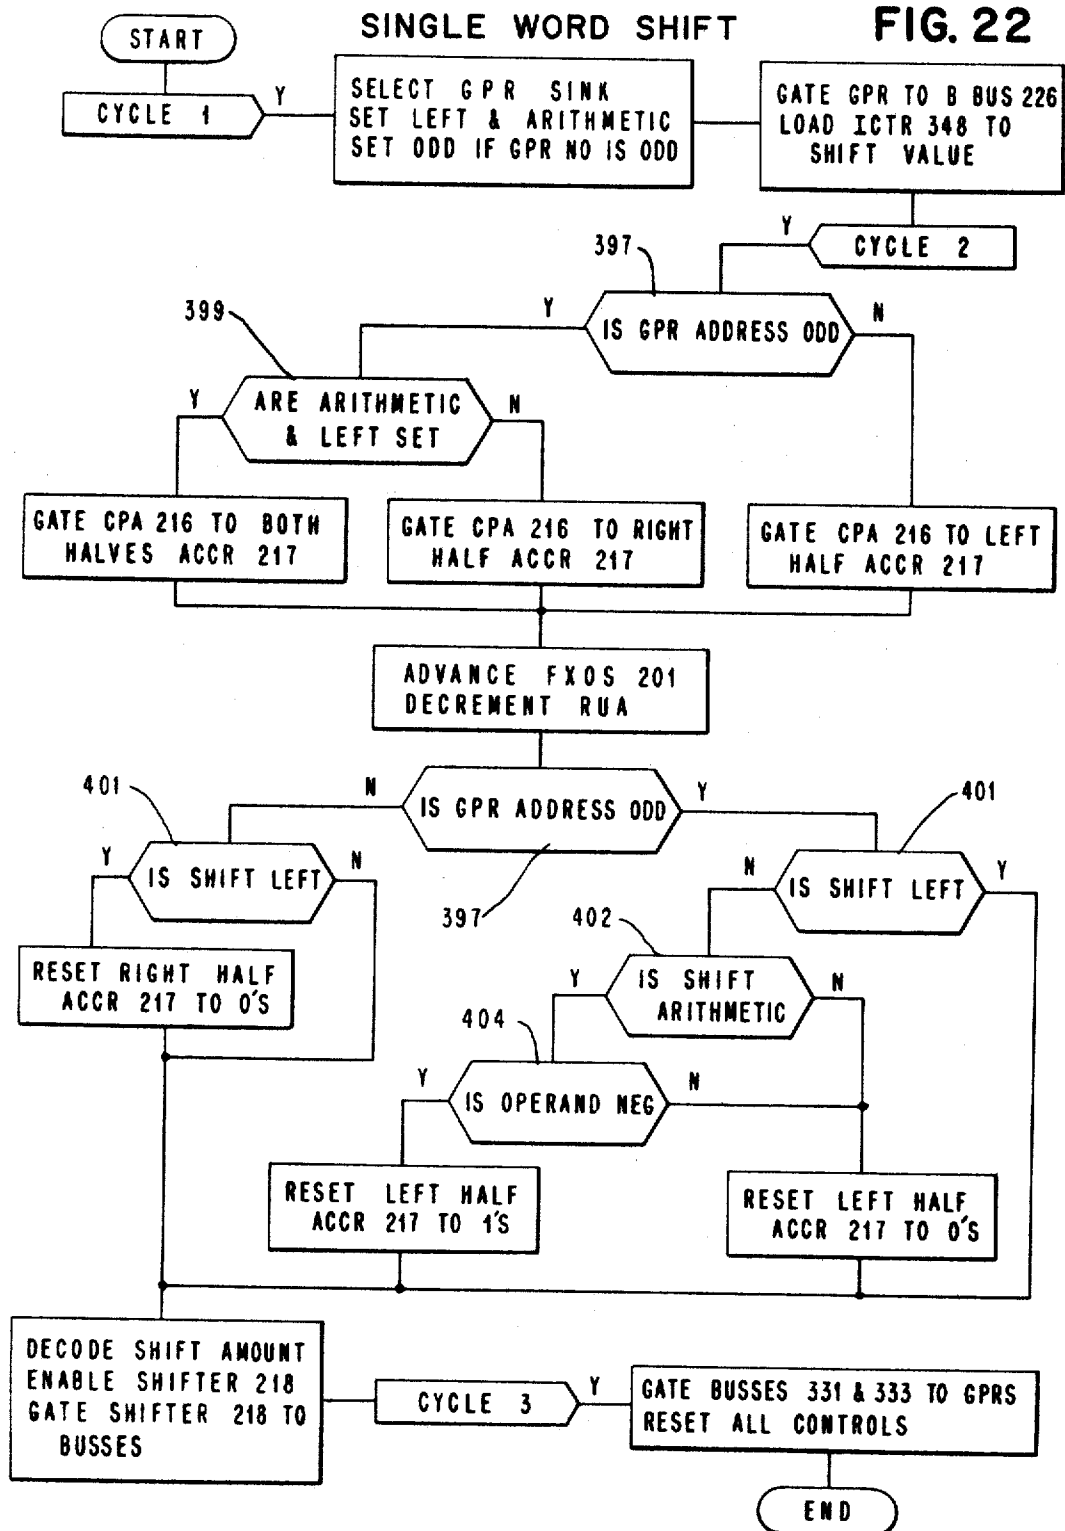 SINGLE WORD SHIFT
FIG. 22
START
CYCLE 1
Y
SELECT GPR SINK
SET LEFT & ARITHMETIC
SET ODD IF GPR NO IS ODD
GATE GPR TO B BUS 226
LOAD ICTR 348 TO
SHIFT VALUE
Y
CYCLE 2
397
Y
IS GPR ADDRESS ODD
N
399
Y
ARE ARITHMETIC
& LEFT SET
N
GATE CPA 216 TO BOTH
HALVES ACCR 217
GATE CPA 216 TO RIGHT
HALF ACCR 217
GATE CPA 216 TO LEFT
HALF ACCR 217
ADVANCE FXOS 201
DECREMENT RUA
401
N
IS GPR ADDRESS ODD
Y
401
397
Y
IS SHIFT LEFT
N
N
IS SHIFT LEFT
Y
RESET RIGHT HALF
ACCR 217 TO 0'S
402
Y
IS SHIFT
ARITHMETIC
N
404
Y
IS OPERAND NEG
N
RESET LEFT HALF
ACCR 217 TO 1'S
RESET LEFT HALF
ACCR 217 TO 0'S
DECODE SHIFT AMOUNT
ENABLE SHIFTER 218
GATE SHIFTER 218 TO
BUSSES
CYCLE 3
Y
GATE BUSSES 331 & 333 TO GPRS
RESET ALL CONTROLS
END